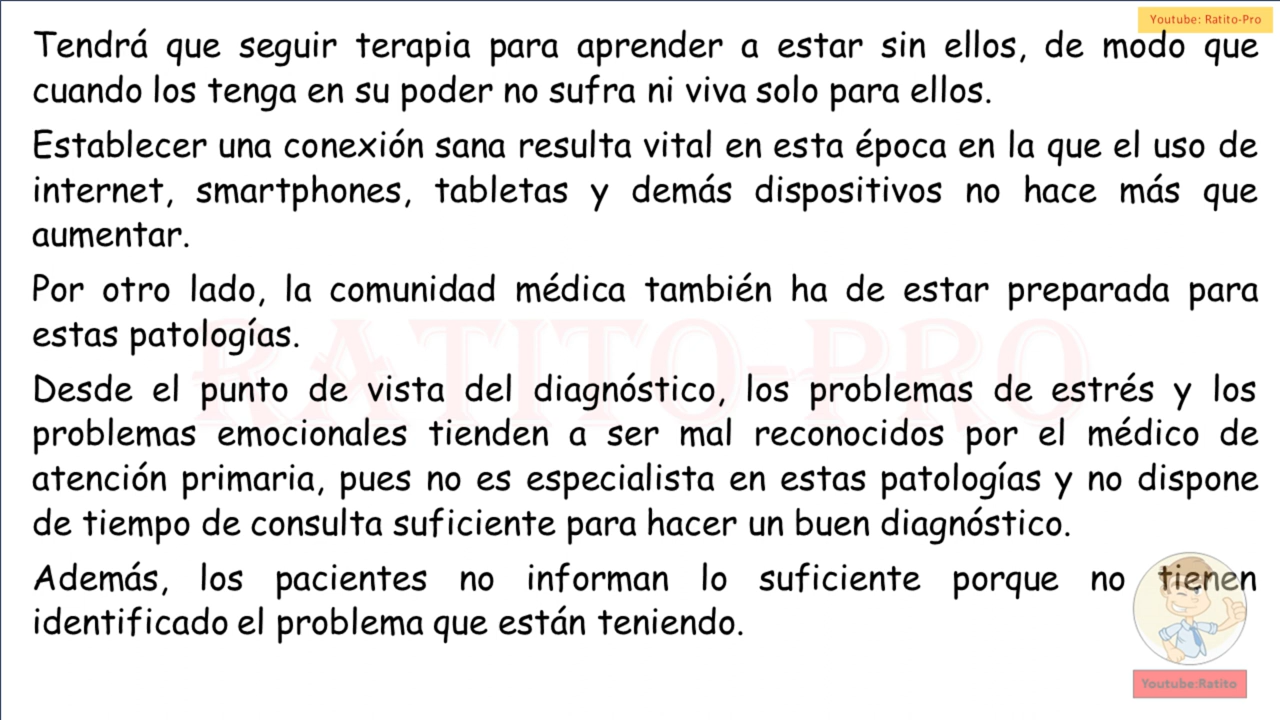 Youtube: Ratito-Pro
Tendrá que seguir terapia para aprender a estar sin ellos, de modo que
cuando los tenga en su poder no sufra ni viva solo para ellos.
Establecer una conexión sana resulta vital en esta época en la que el uso de
internet, smartphones, tabletas y demás dispositivos no hace más que
aumentar.
Por otro lado, la comunidad médica también ha de estar preparada para
estas patologías.
RATITO-PRO
Desde el punto de vista del diagnóstico, los problemas de estrés y los
problemas emocionales tienden a ser mal reconocidos por el médico de
atención primaria, pues no es especialista en estas patologías y no dispone
de tiempo de consulta suficiente para hacer un buen diagnóstico.
Además, los pacientes no informan lo suficiente porque no tienen
identificado el problema que están teniendo.
Youtube:Ratito